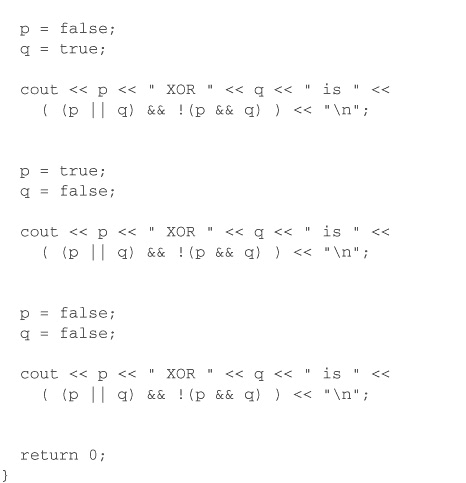 p = false;
q = true;
cout << p << " XOR " << q << " is " <<
( (p || q) && !(p && q) ) << "\n";
p = true;
q = false;
cout << p << " XOR " << q << " is " <<
( (p || q) && !(p && q) ) << "\n";
p = false;
q = false;
cout << p << " XOR " << q << " is " <<
( (p || q) && !(p && q) ) << "\n";
return 0;
}